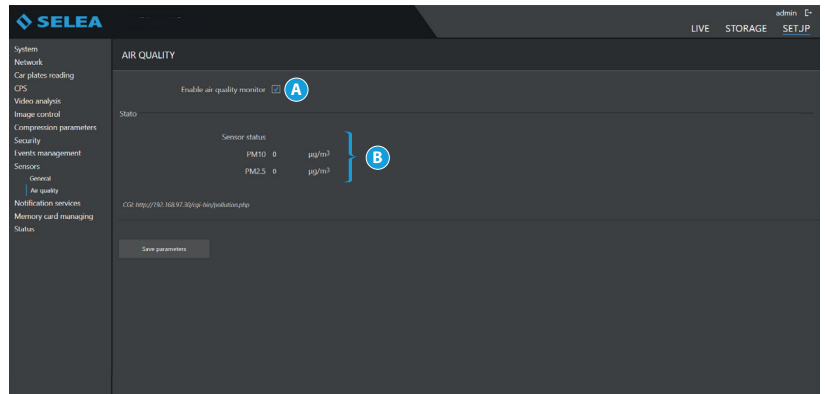 SELEA
admin
LIVE STORAGE SETUP
System
Network
Car plates reading
CPS
Video analysis
Image control
Compression parameters
Security
Events management
Sensors
General
Air quality
Notification services
Memory card managing
Status
AIR QUALITY
Enable air quality monitor A
Stato
Sensor status
PM10 0 µg/m3
PM2.5 0 µg/m3
B
CGI: http://192.168.97.30/cgi-bin/pollution.php
Save parameters